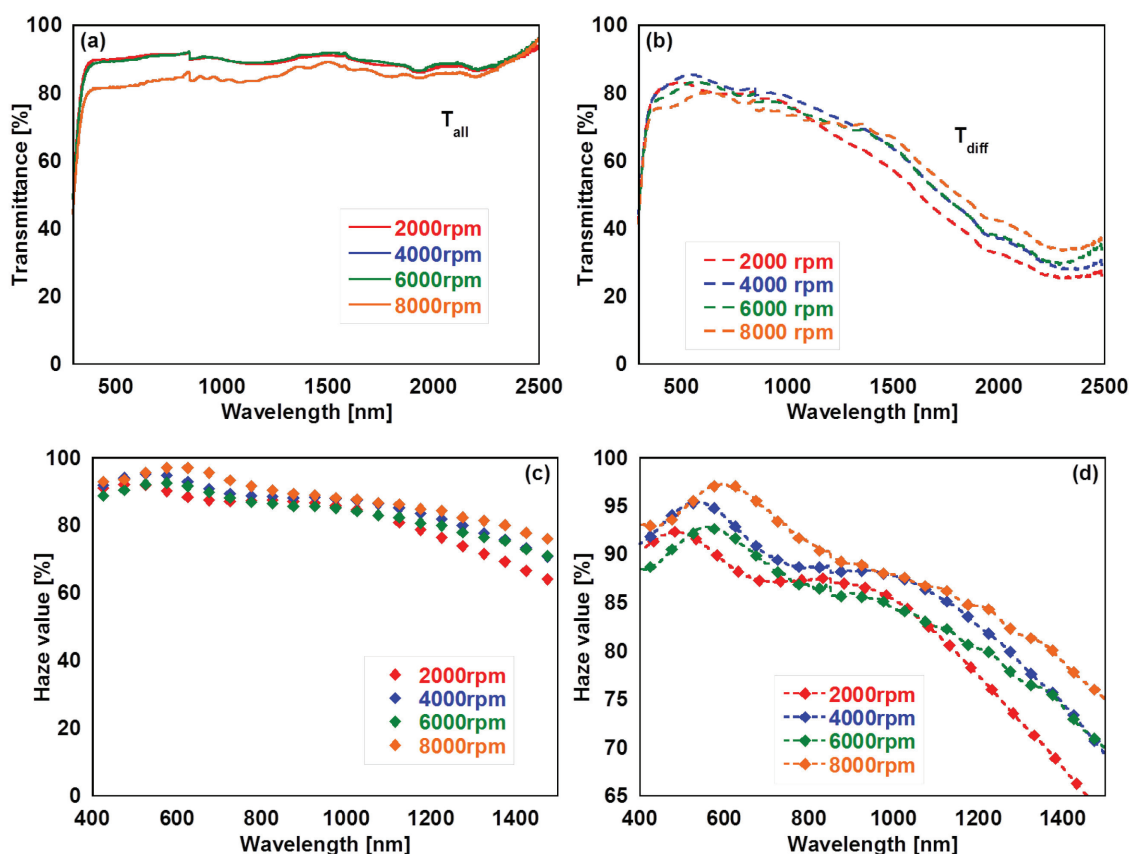 (a)
100
80
60
40
20
0
Transmittance [%]
T_all
2000rpm
4000rpm
6000rpm
8000rpm
500 1000 1500 2000 2500
Wavelength [nm]
(b)
100
80
60
40
20
0
Transmittance [%]
T_diff
2000 rpm
4000 rpm
6000 rpm
8000 rpm
500 1000 1500 2000 2500
Wavelength [nm]
(c)
100
80
60
40
20
0
Haze value [%]
2000rpm
4000rpm
6000rpm
8000rpm
400 600 800 1000 1200 1400
Wavelength [nm]
(d)
100
95
90
85
80
75
70
65
Haze value [%]
2000rpm
4000rpm
6000rpm
8000rpm
400 600 800 1000 1200 1400
Wavelength [nm]